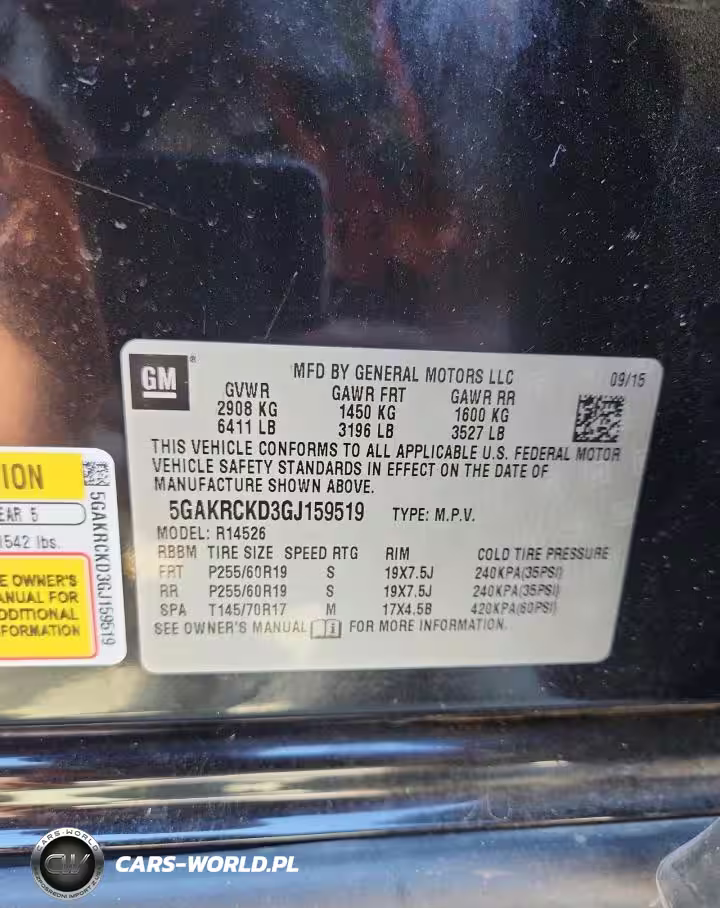 GM
MFD BY GENERAL MOTORS LLC
09/15
GVWR GAWR FRT GAWR RR
2908 KG 1450 KG 1600 KG
6411 LB 3196 LB 3527 LB
THIS VEHICLE CONFORMS TO ALL APPLICABLE U.S. FEDERAL MOTOR
VEHICLE SAFETY STANDARDS IN EFFECT ON THE DATE OF
MANUFACTURE SHOWN ABOVE.
5GAKRCKD3GJ159519 TYPE: M.P.V.
MODEL: R14526
RBBM TIRE SIZE SPEED RTG RIM COLD TIRE PRESSURE
FRT P255/60R19 S 19X7.5J 240KPA(35PSI)
RR P255/60R19 S 19X7.5J 240KPA(35PSI)
SPA T145/70R17 M 17X4.5B 420KPA(60PSI)
SEE OWNER'S MANUAL FOR MORE INFORMATION.
ION
EAR 5
1542 lbs.
E OWNER'S
ANUAL FOR
DDITIONAL
FORMATION
5GAKRCKD3GJ159519
CARS-WORLD
CW
CARS-WORLD.PL